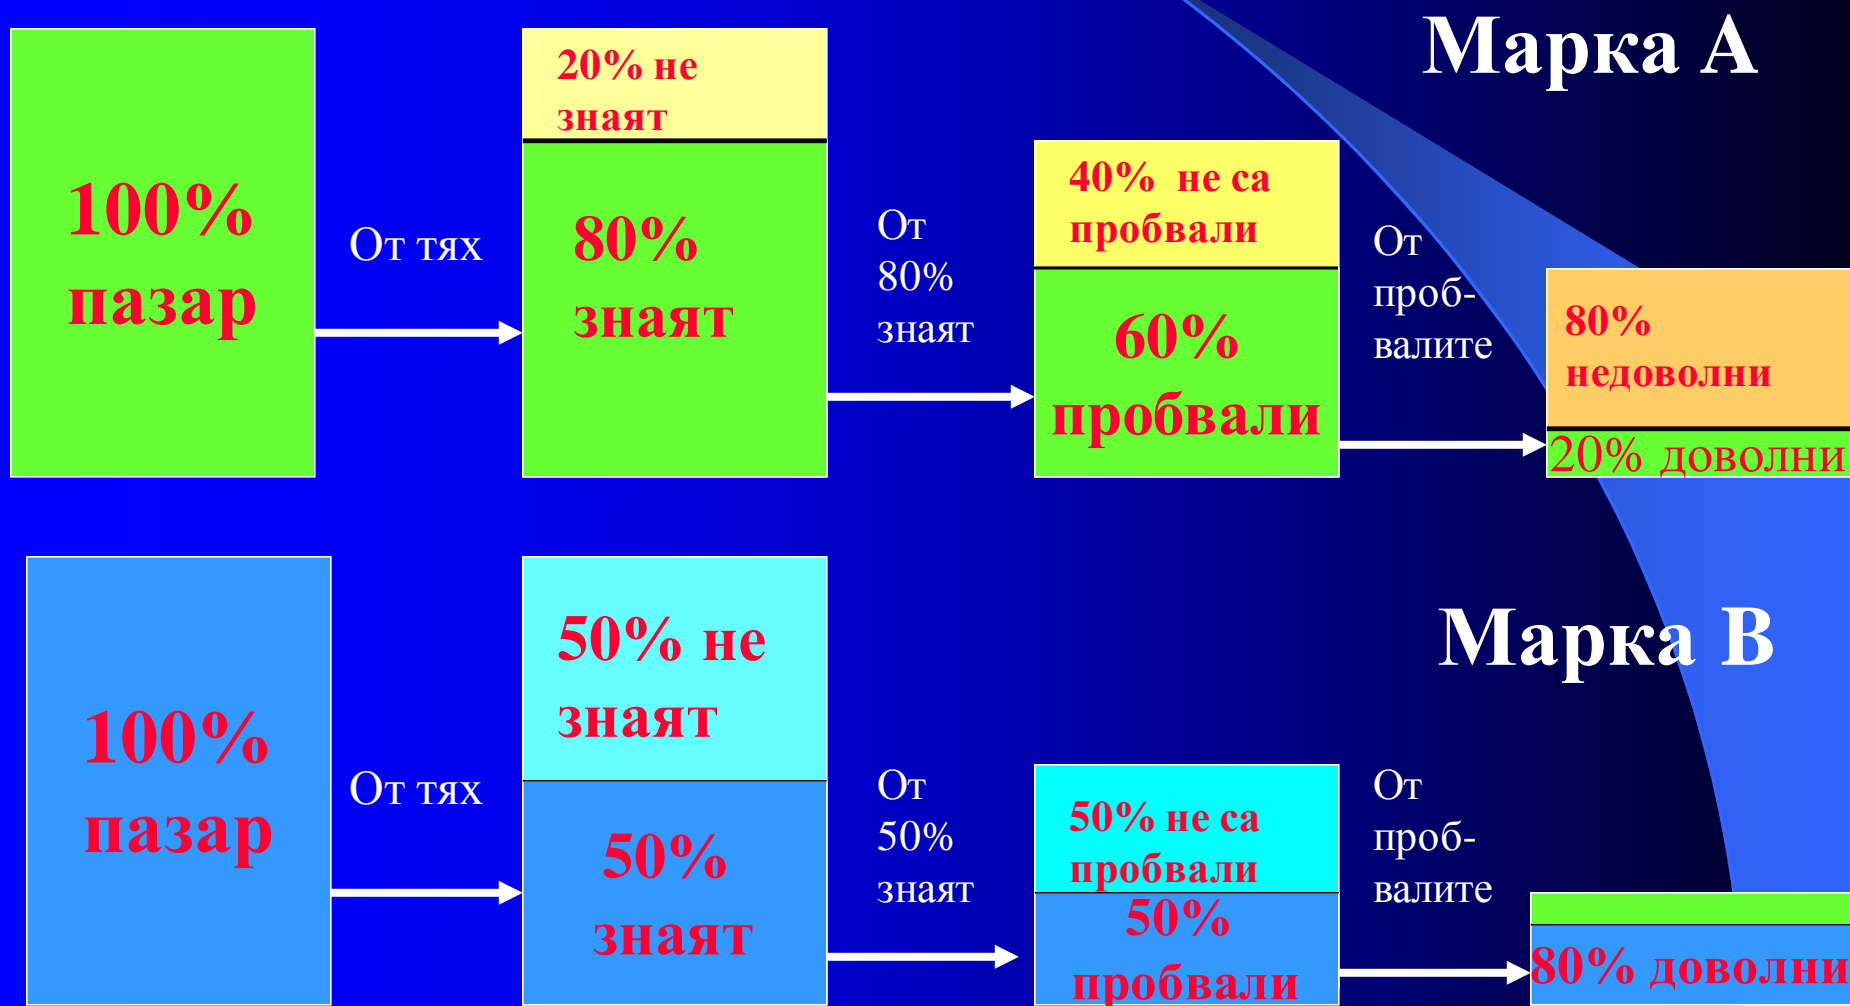 Марка А
100%
пазар
От тях
20% не
знаят
80%
знаят
От
80%
знаят
40% не са
пробвали
60%
пробвали
От
проб-
валите
80%
недоволни
20% доволни
Марка В
100%
пазар
От тях
50% не
знаят
50%
знаят
От
50%
знаят
50% не са
пробвали
50%
пробвали
От
проб-
валите
80% доволни